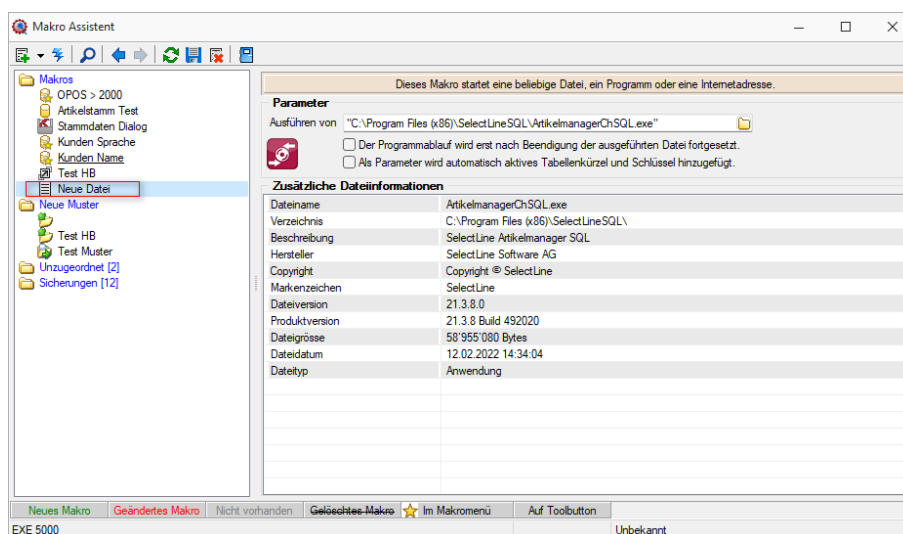 Makro Assistent
Makros
OPOS > 2000
Artikelstamm Test
Stammdaten Dialog
Kunden Sprache
Kunden Name
Test HB
Neue Datei
Neue Muster
Test HB
Test Muster
Unzugeordnet [2]
Sicherungen [12]
Dieses Makro startet eine beliebige Datei, ein Programm oder eine Internetadresse.
Parameter
Ausführen von "C:\Program Files (x86)\SelectLineSQL\ArtikelmanagerChSQL.exe"
Der Programmablauf wird erst nach Beendigung der ausgeführten Datei fortgesetzt.
Als Parameter wird automatisch aktives Tabellenkürzel und Schlüssel hinzugefügt.
Zusätzliche Dateiinformationen
Dateiname ArtikelmanagerChSQL.exe
Verzeichnis C:\Program Files (x86)\SelectLineSQL\
Beschreibung SelectLine Artikelmanager SQL
Hersteller SelectLine Software AG
Copyright Copyright © SelectLine
Markenzeichen SelectLine
Dateiversion 21.3.8.0
Produktversion 21.3.8 Build 492020
Dateigrösse 58'955'080 Bytes
Dateidatum 12.02.2022 14:34:04
Dateityp Anwendung
Neues Makro Geändertes Makro Nicht vorhanden Gelöschtes Makro Im Makromenü Auf Toolbutton
EXE 5000 Unbekannt